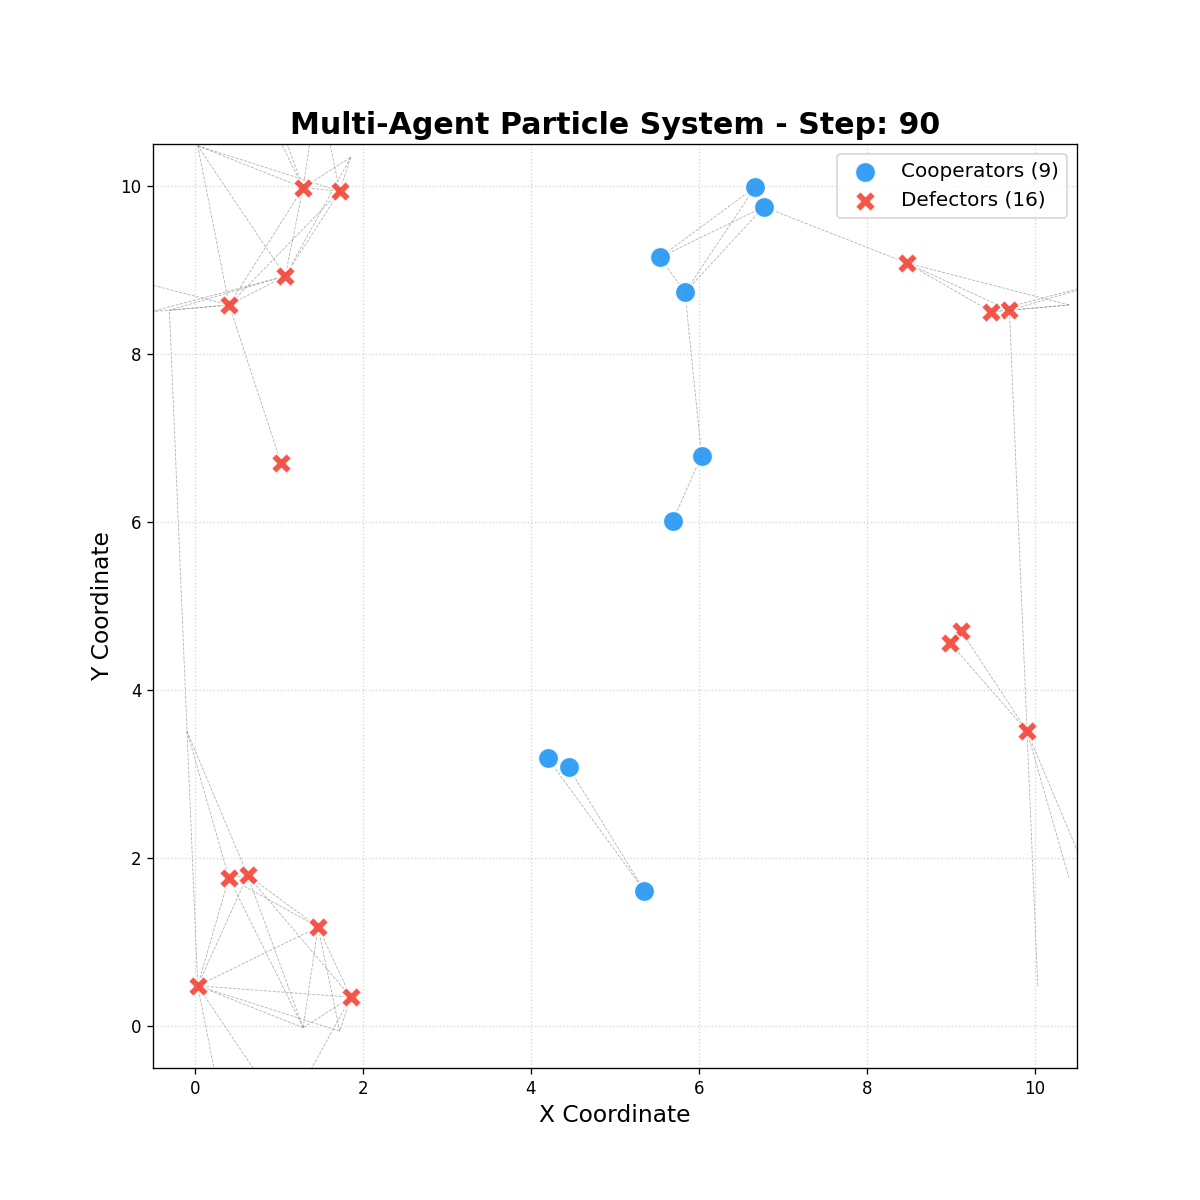 Multi-Agent Particle System - Step: 90
Cooperators (9)
Defectors (16)
Y Coordinate
10
8
6
4
2
0
0 2 4 6 8 10
X Coordinate